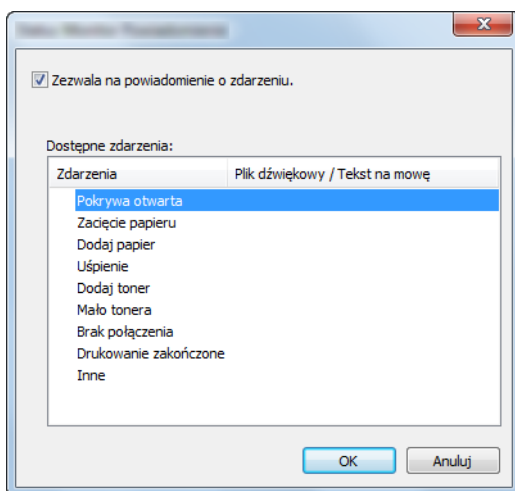 Zezwala na powiadomienie o zdarzeniu.
Dostępne zdarzenia:
Zdarzenia Plik dźwiękowy / Tekst na mowę
Pokrywa otwarta
Zacięcie papieru
Dodaj papier
Uśpienie
Dodaj toner
Mało tonera
Brak połączenia
Drukowanie zakończone
Inne
OK Anuluj